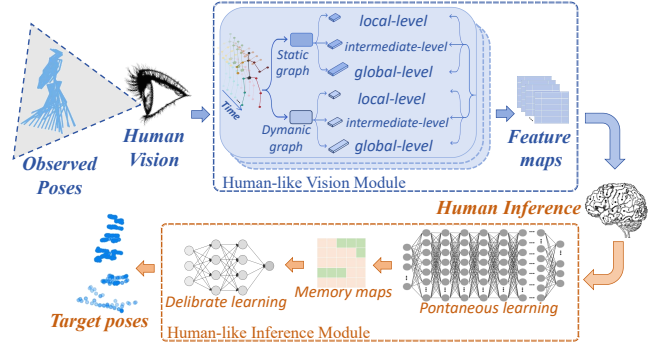 Observed
Poses
Human
Vision
Time
Static
graph
local-level
intermediate-level
global-level
Dymanic
graph
local-level
intermediate-level
global-level
Human-like Vision Module
Feature
maps
Human Inference
Pontaneous learning
Memory maps
Delibrate learning
Human-like Inference Module
Target poses